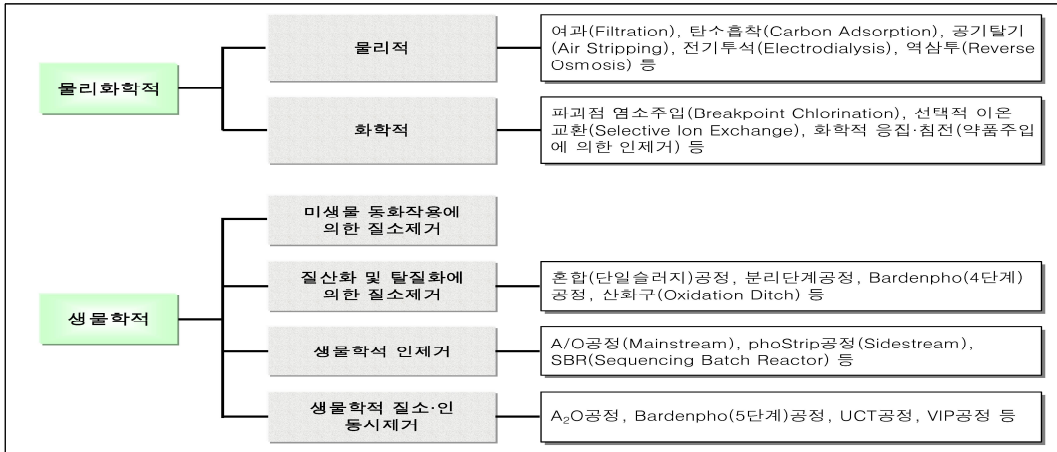 물리화학적
물리적
여과(Filtration), 탄소흡착(Carbon Adsorption), 공기탈기
(Air Stripping), 전기투석(Electrodialysis), 역삼투(Reverse
Osmosis) 등
화학적
파괴점 염소주입(Breakpoint Chlorination), 선택적 이온
교환(Selective Ion Exchange), 화학적 응집·침전(약품주입
에 의한 인제거) 등
생물학적
미생물 동화작용에
의한 질소제거
질산화 및 탈질화에
의한 질소제거
혼합(단일슬러지)공정, 분리단계공정, Bardenpho(4단계)
공정, 산화구(Oxidation Ditch) 등
생물학석 인제거
A/O공정(Mainstream), phoStrip공정(Sidestream),
SBR(Sequencing Batch Reactor) 등
생물학적 질소·인
동시제거
A₂O공정, Bardenpho(5단계)공정, UCT공정, VIP공정 등